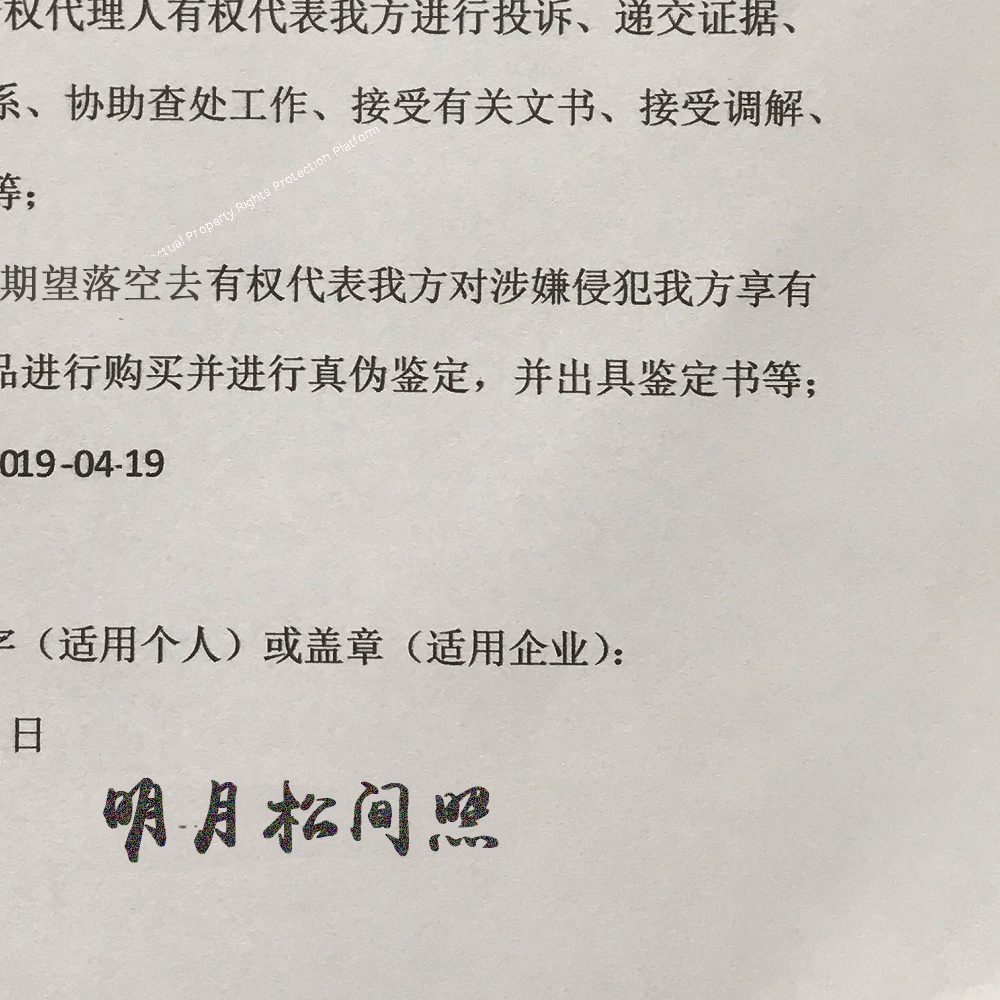 权代理人有权代表我方进行投诉、递交证据、
系、协助查处工作、接受有关文书、接受调解、
Property Rights Protection Platform
等；
期望落空去有权代表我方对涉嫌侵犯我方享有
品进行购买并进行真伪鉴定，并出具鉴定书等；
019-04-19
字（适用个人）或盖章（适用企业）：
日
明月松间照